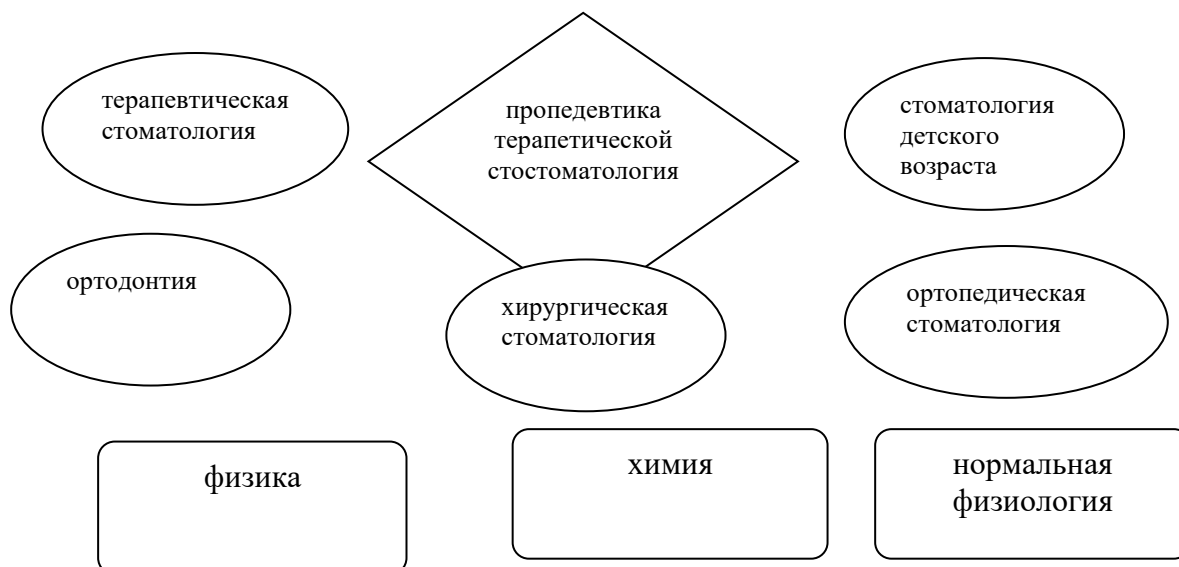 терапевтическая
стоматология
пропедевтика
терапетической
стостоматология
стоматология
детского
возраста
ортодонтия
хирургическая
стоматология
ортопедическая
стоматология
физика
химия
нормальная
физиология